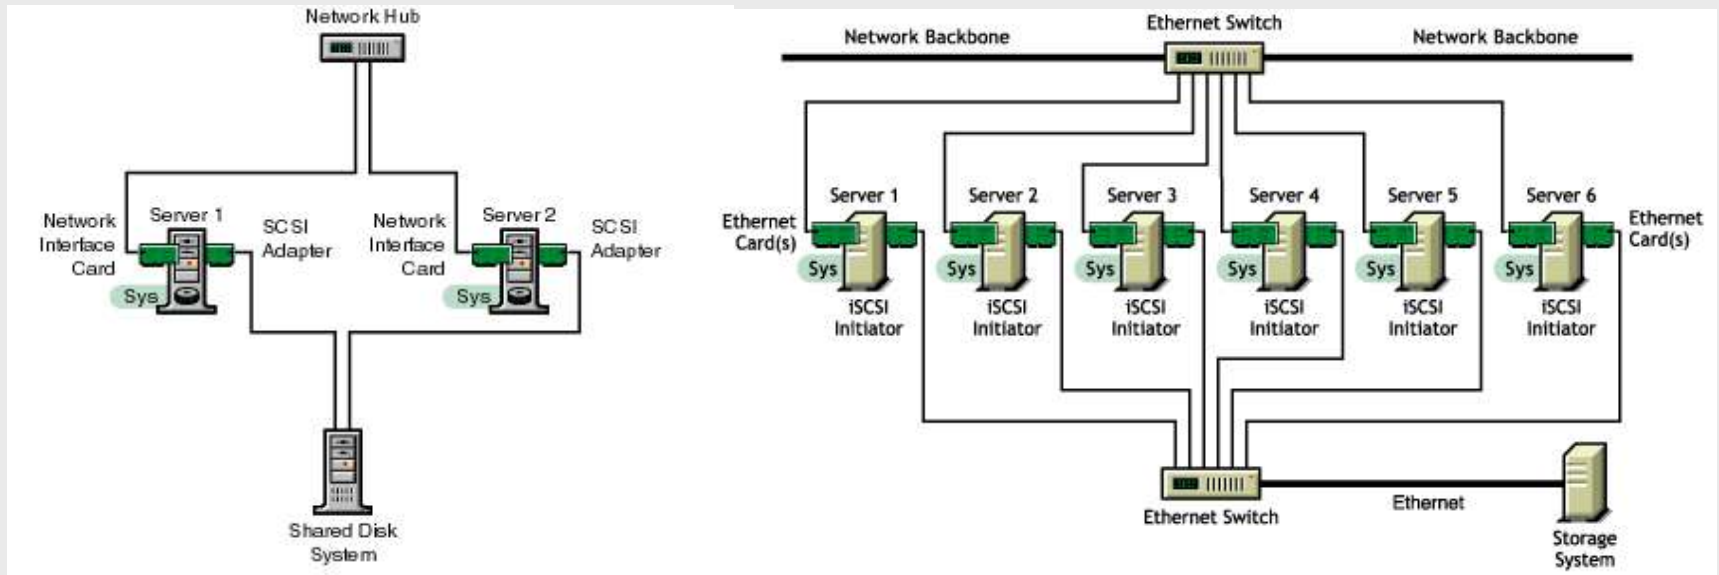 Network Hub
Server 1
Network
Interface
Card
SCSI
Adapter
Sys
Server 2
Network
Interface
Card
SCSI
Adapter
Sys
Shared Disk
System
Ethernet Switch
Network Backbone
Network Backbone
Server 1
Server 2
Server 3
Server 4
Server 5
Server 6
Ethernet
Card(s)
Ethernet
Card(s)
Sys
Sys
Sys
Sys
Sys
Sys
iSCSI
Initiator
iSCSI
Initiator
iSCSI
Initiator
iSCSI
Initiator
iSCSI
Initiator
iSCSI
Initiator
Ethernet Switch
Ethernet
Storage
System